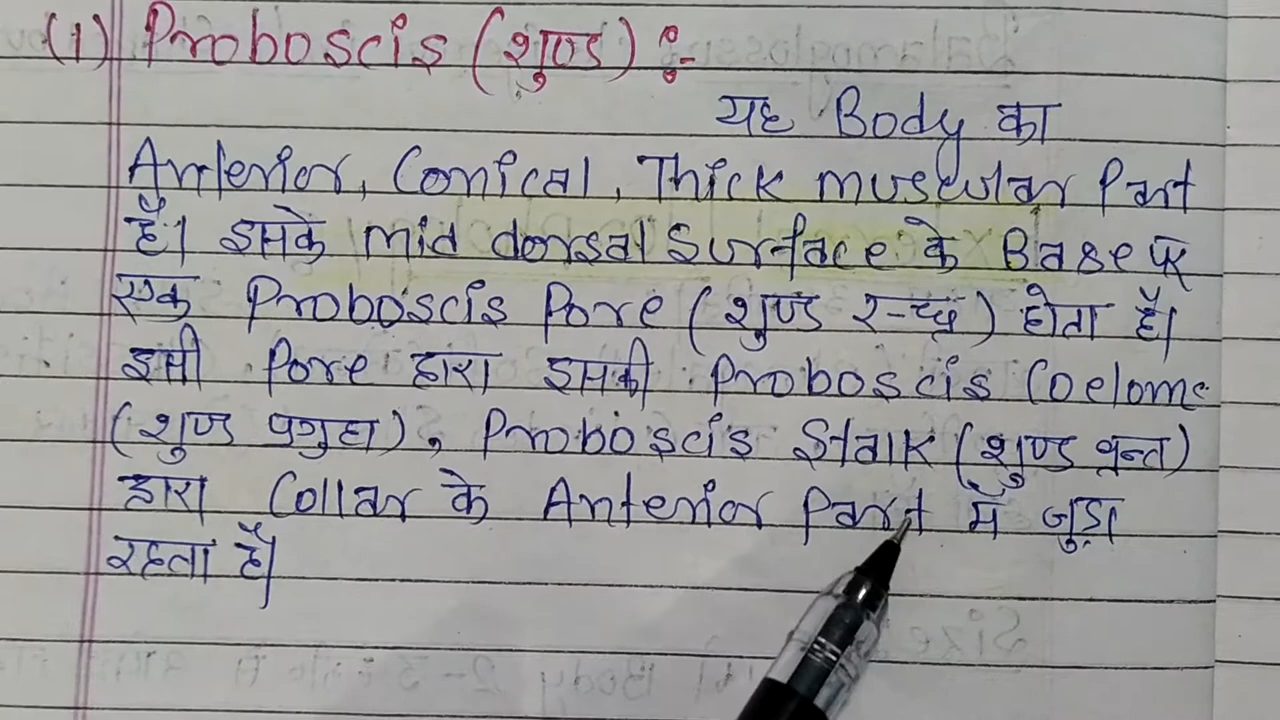 (1) Proboscis (शुण्ड) :-
यह Body का
Anterior, Conical, Thick muscular Part
है। इसके mid dorsal surface के Base पर
एक Proboscis Pore (शुण्ड रन्ध्र) होता है।
इसी Pore द्वारा इसकी Proboscis Coelome
(शुण्ड प्रगुहा), Proboscis Stalk (शुण्ड वृन्त)
द्वारा Collar के Anterior Part में जुड़ा
रहता है।